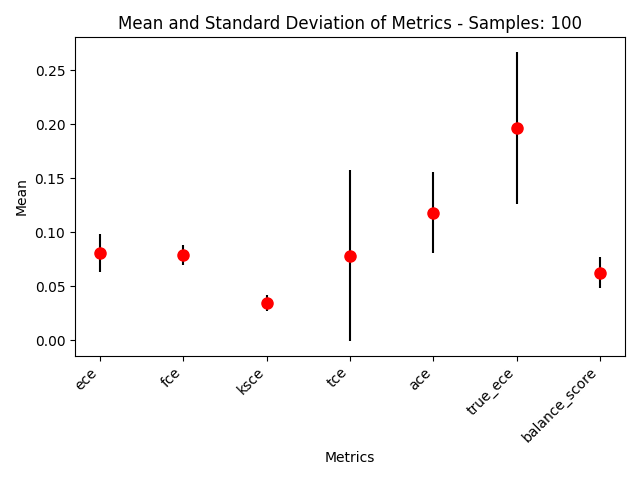 Mean and Standard Deviation of Metrics - Samples: 100
Mean
0.25
0.20
0.15
0.10
0.05
0.00
ece
fce
ksce
tce
ace
true_ece
balance_score
Metrics